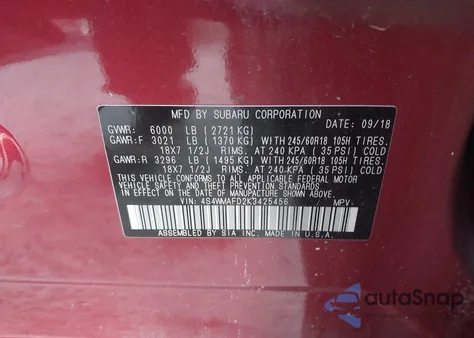 MFD BY SUBARU CORPORATION
DATE: 09/18
GVWR: 6000 LB ( 2721 KG)
GAWR:F 3021 LB ( 1370 KG) WITH 245/60R18 105H TIRES,
18X7 1/2J RIMS. AT 240 KPA ( 35 PSI) COLD
GAWR:R 3296 LB ( 1495 KG) WITH 245/60R18 105H TIRES,
18X7 1/2J RIMS. AT 240 KPA ( 35 PSI) COLD
THIS VEHICLE CONFORMS TO ALL APPLICABLE FEDERAL MOTOR
VEHICLE SAFETY STANDARDS IN EFFECT ON THE DATE OF
MANUFACTURE SHOWN ABOVE.
VIN: 4S4WMAFD2K3425456 / MPV
ASSEMBLED BY SIA INC. MADE IN U.S.A.
autoSnap